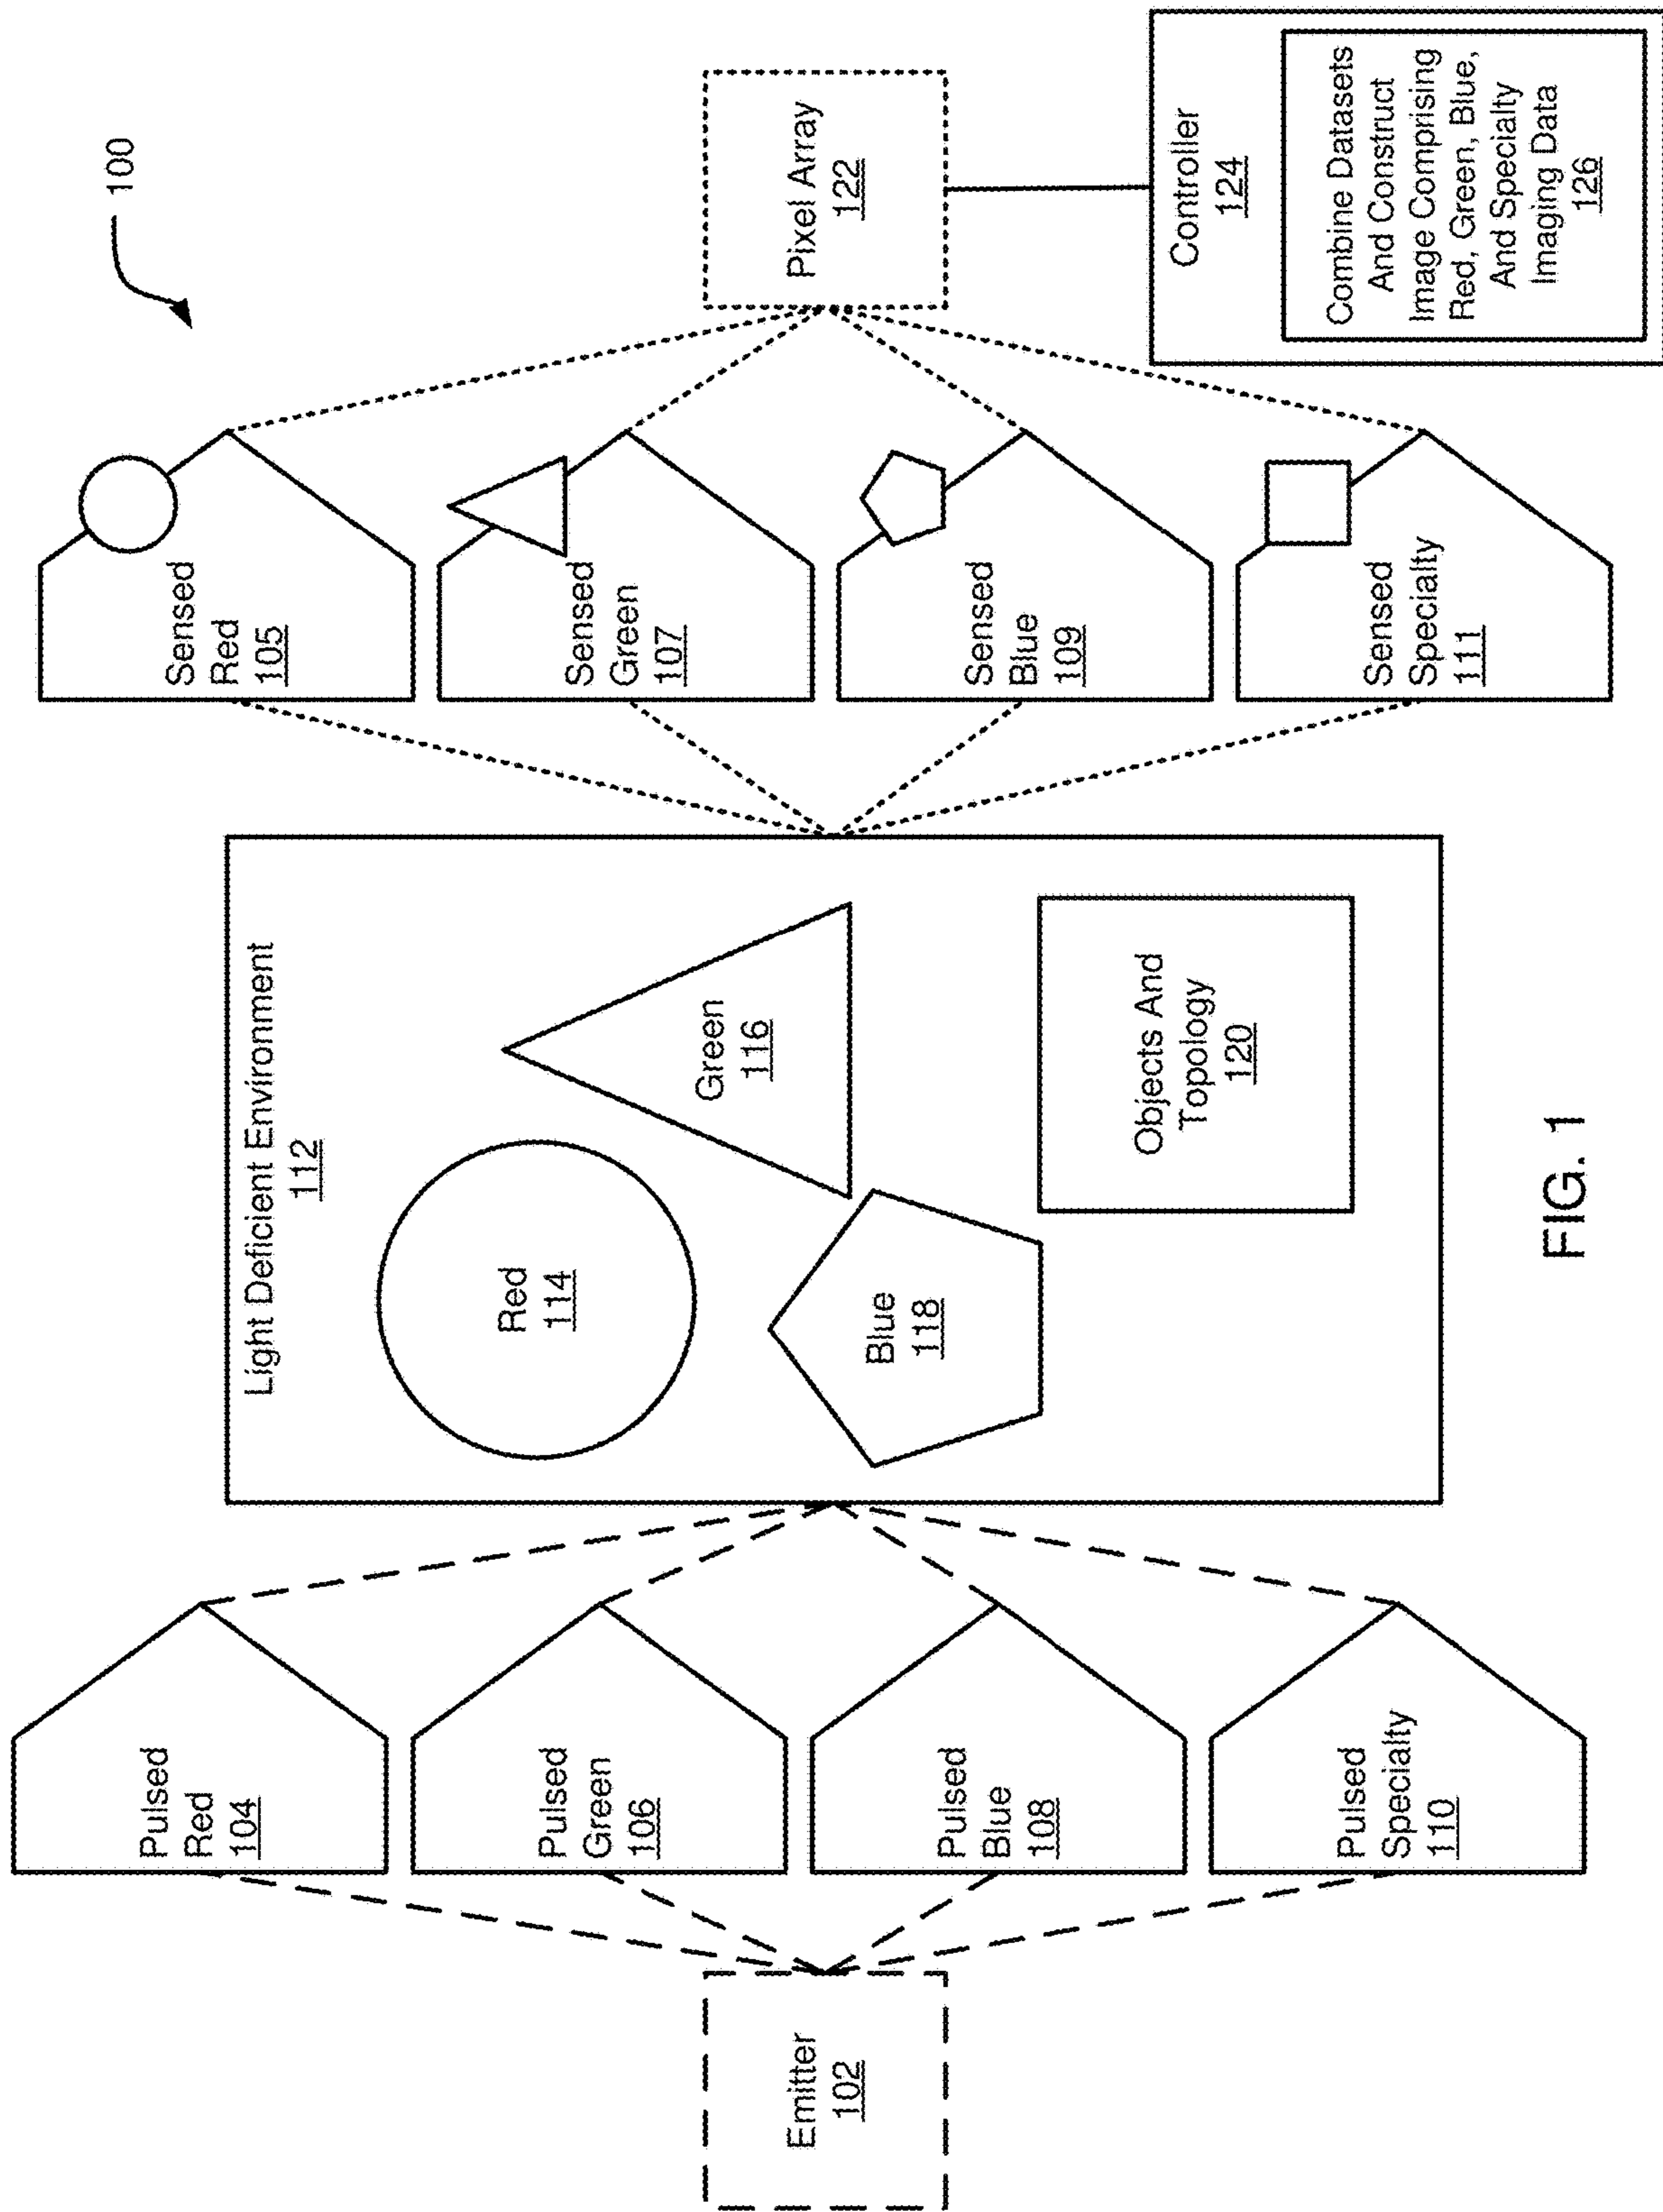 100
Emitter
102
Pulsed
Red
104
Pulsed
Green
106
Pulsed
Blue
108
Pulsed
Specialty
110
Light Deficient Environment
112
Red
114
Green
116
Blue
118
Objects And
Topology
120
Sensed
Red
105
Sensed
Green
107
Sensed
Blue
109
Sensed
Specialty
111
Pixel Array
122
Controller
124
Combine Datasets
And Construct
Image Comprising
Red, Green, Blue,
And Specialty
Imaging Data
126
FIG. 1